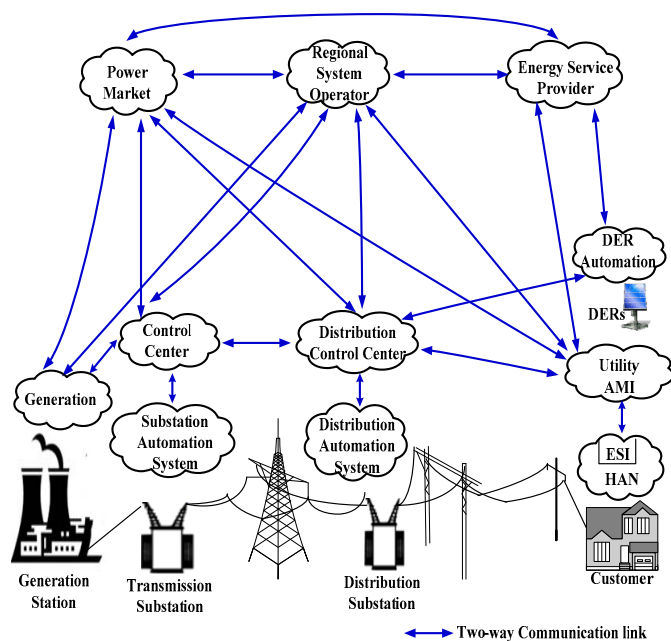 Power
Market
Regional
System
Operator
Energy Service
Provider
DER
Automation
DERs
Control
Center
Distribution
Control Center
Utility
AMI
Generation
Substation
Automation
System
Distribution
Automation
System
ESI
HAN
Generation
Station
Transmission
Substation
Distribution
Substation
Customer
Two-way Communication link